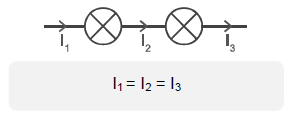 I₁ I₂ I₃
I₁ = I₂ = I₃